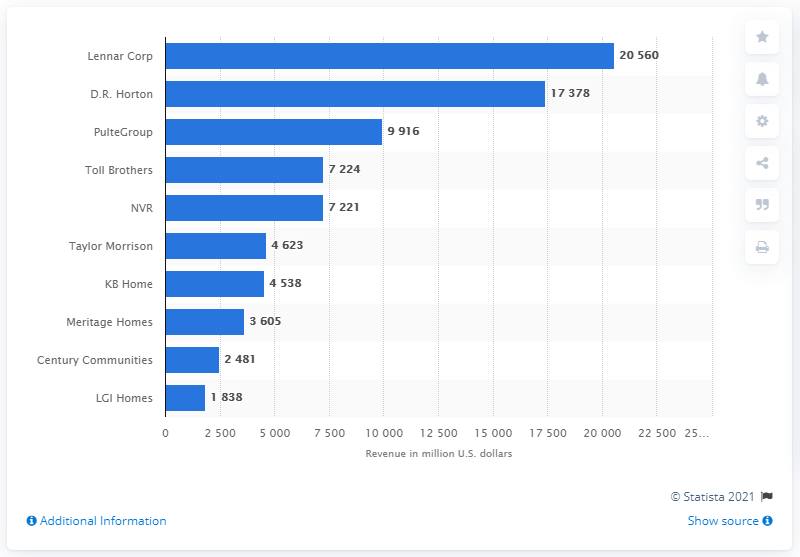 Lennar Corp 20 560
D.R. Horton 17 378
PulteGroup 9 916
Toll Brothers 7 224
NVR 7 221
Taylor Morrison 4 623
KB Home 4 538
Meritage Homes 3 605
Century Communities 2 481
LGI Homes 1 838
0 2 500 5 000 7 500 10 000 12 500 15 000 17 500 20 000 22 500 25…
Revenue in million U.S. dollars
© Statista 2021
Additional Information Show source